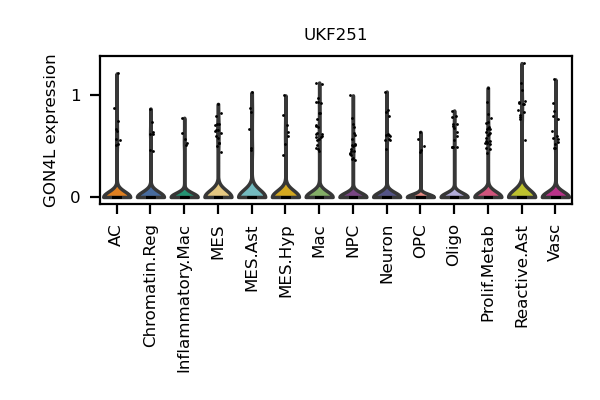 UKF251
GON4L expression
1
0
AC
Chromatin.Reg
Inflammatory.Mac
MES
MES.Ast
MES.Hyp
Mac
NPC
Neuron
OPC
Oligo
Prolif.Metab
Reactive.Ast
Vasc